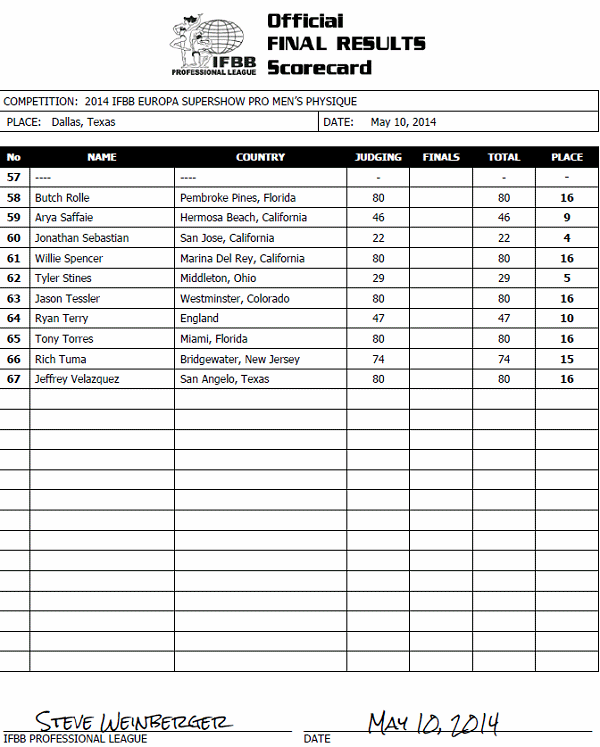 Official
FINAL RESULTS
Scorecard
IFBB
PROFESSIONAL LEAGUE
COMPETITION: 2014 IFBB EUROPA SUPERSHOW PRO MEN'S PHYSIQUE
PLACE: Dallas, Texas DATE: May 10, 2014
No NAME COUNTRY JUDGING FINALS TOTAL PLACE
57 ---- ---- - - -
58 Butch Rolle Pembroke Pines, Florida 80 80 16
59 Arya Saffaie Hermosa Beach, California 46 46 9
60 Jonathan Sebastian San Jose, California 22 22 4
61 Willie Spencer Marina Del Rey, California 80 80 16
62 Tyler Stines Middleton, Ohio 29 29 5
63 Jason Tessler Westminster, Colorado 80 80 16
64 Ryan Terry England 47 47 10
65 Tony Torres Miami, Florida 80 80 16
66 Rich Tuma Bridgewater, New Jersey 74 74 15
67 Jeffrey Velazquez San Angelo, Texas 80 80 16
STEVE WEINBERGER MAY 10, 2014
IFBB PROFESSIONAL LEAGUE DATE